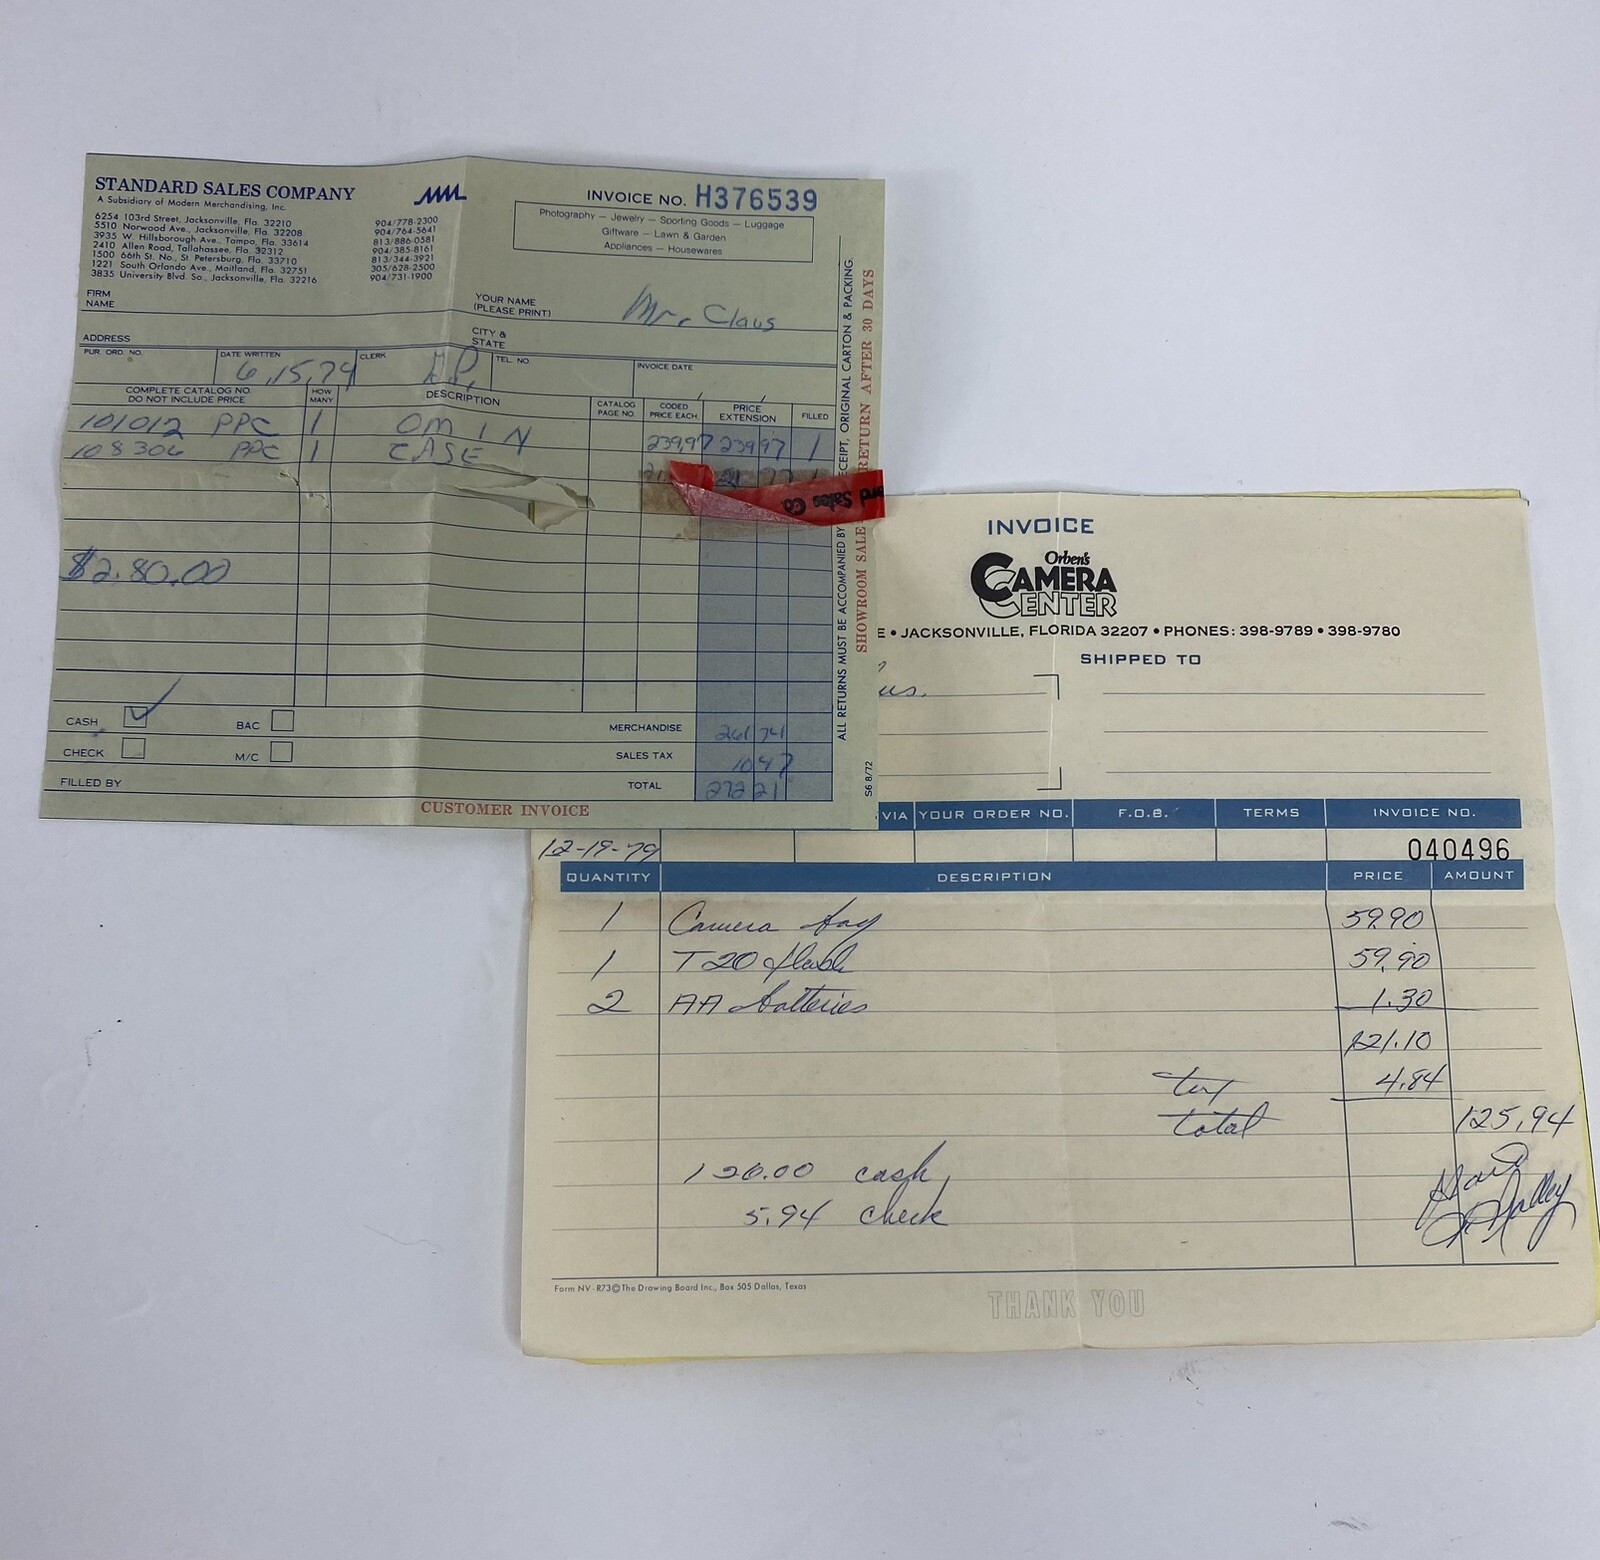 STANDARD SALES COMPANY
A Subsidiary of Modern Merchandising, Inc.
6254 103rd Street, Jacksonville, Fla. 32210 904/778-2300
5510 Norwood Ave., Jacksonville, Fla. 32208 904/764-5641
3935 W. Hillsborough Ave., Tampa, Fla. 33614 813/886-0581
2410 Allen Road, Tallahassee, Fla. 32312 904/385-8161
1500 66th St. No., St. Petersburg, Fla. 33710 813/344-3921
1221 South Orlando Ave., Maitland, Fla. 32751 305/628-2500
3835 University Blvd. So., Jacksonville, Fla. 32216 904/731-1900
INVOICE NO. H376539
Photography — Jewelry — Sporting Goods — Luggage
Giftware — Lawn & Garden
Appliances — Housewares
FIRM
NAME
YOUR NAME
(PLEASE PRINT) Mr. Claus
ADDRESS
CITY &
STATE
PUR. ORD. NO.
DATE WRITTEN
6,15,79
CLERK
TEL. NO.
INVOICE DATE
COMPLETE CATALOG NO.
DO NOT INCLUDE PRICE
HOW
MANY
DESCRIPTION
CATALOG
PAGE NO.
CODED
PRICE EACH
PRICE
EXTENSION
FILLED
101012 PPC 1 OM 1 N 239,97 239 97 1
108306 PPC 1 CASE
21 77
Sales Co
$2.80.00
CASH
BAC
CHECK
M/C
FILLED BY
MERCHANDISE 261 74
SALES TAX 10 47
TOTAL 272 21
CUSTOMER INVOICE
ALL RETURNS MUST BE ACCOMPANIED BY RECEIPT, ORIGINAL CARTON & PACKING.
SHOWROOM SALE RETURN AFTER 30 DAYS
S6 8/72
INVOICE
Orben's
CAMERA
CENTER
E • JACKSONVILLE, FLORIDA 32207 • PHONES: 398-9789 • 398-9780
SHIPPED TO
us.
VIA YOUR ORDER NO. F.O.B. TERMS INVOICE NO.
12-19-79 040496
QUANTITY DESCRIPTION PRICE AMOUNT
1 Camera bag 59.90
1 T20 flash 59.90
2 AA batteries 1.30
121.10
tax 4.84
total 125.94
120.00 cash
5.94 check
Form NV-R73 © The Drawing Board Inc., Box 505 Dallas, Texas
THANK YOU